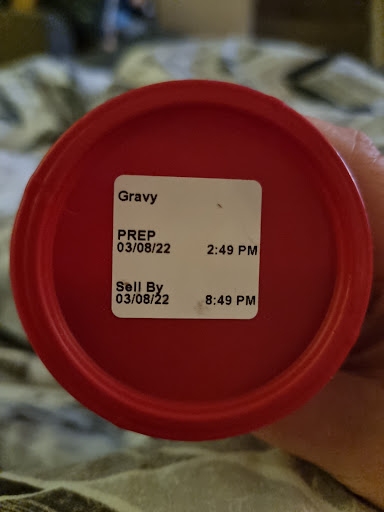 Gravy
PREP
03/08/22 2:49 PM
Sell By
03/08/22 8:49 PM